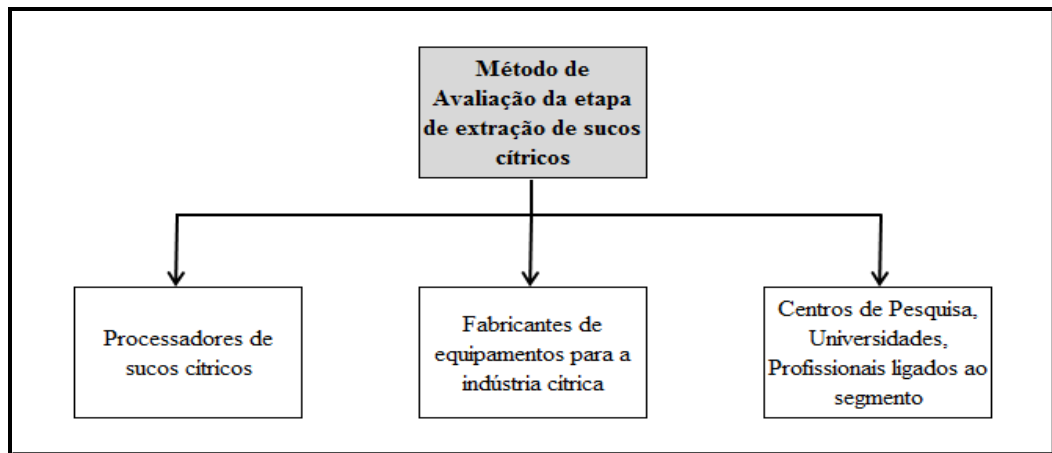 Método de
Avaliação da etapa
de extração de sucos
cítricos
Processadores de
sucos cítricos
Fabricantes de
equipamentos para a
indústria cítrica
Centros de Pesquisa,
Universidades,
Profissionais ligados ao
segmento